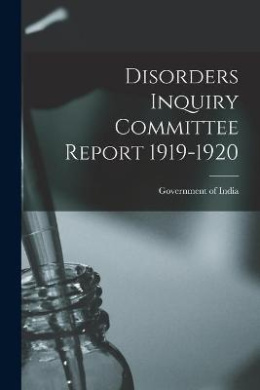 Disorders
Inquiry
Committee
Report 1919-1920
Government of India